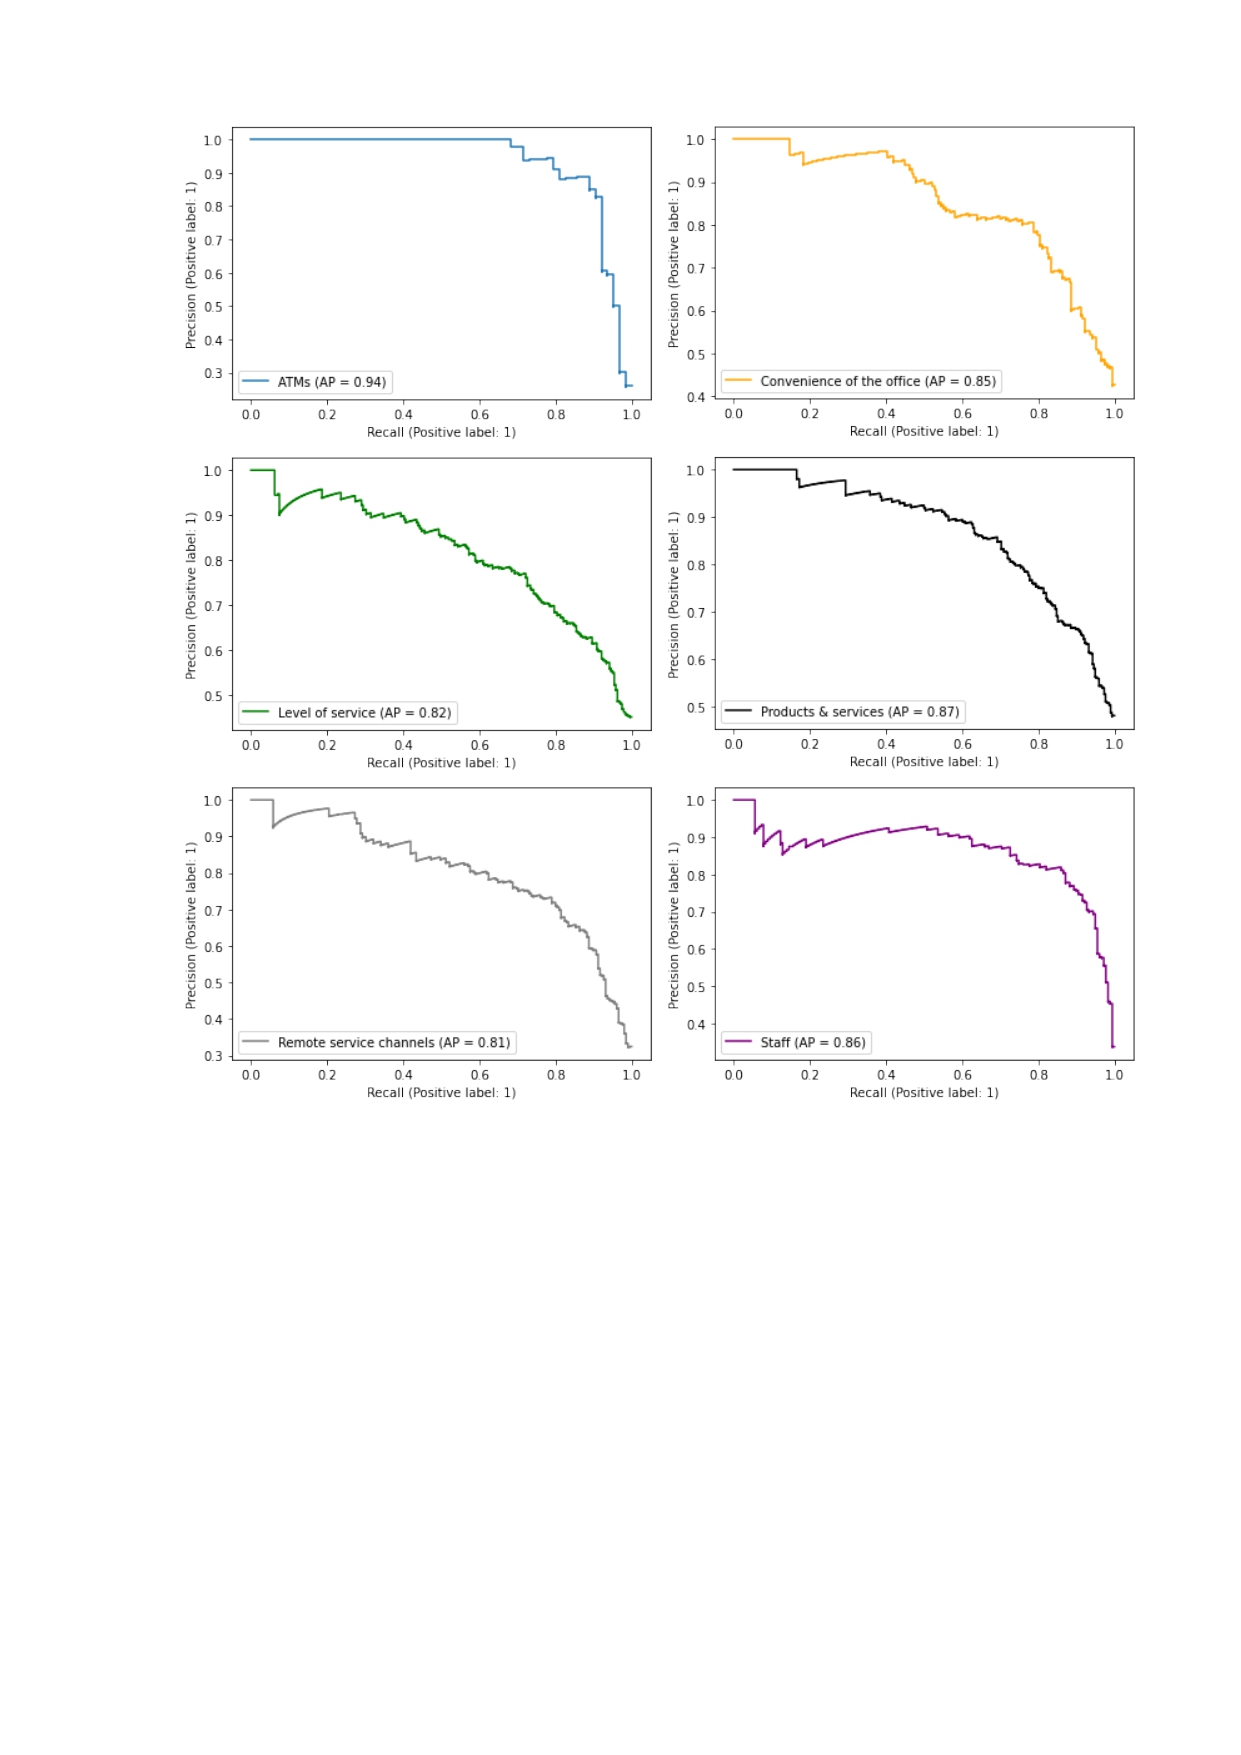 1.0
0.9
0.8
0.7
0.6
0.5
0.4
0.3
Precision (Positive label: 1)
ATMs (AP = 0.94)
0.0 0.2 0.4 0.6 0.8 1.0
Recall (Positive label: 1)
1.0
0.9
0.8
0.7
0.6
0.5
0.4
Precision (Positive label: 1)
Convenience of the office (AP = 0.85)
0.0 0.2 0.4 0.6 0.8 1.0
Recall (Positive label: 1)
1.0
0.9
0.8
0.7
0.6
0.5
Precision (Positive label: 1)
Level of service (AP = 0.82)
0.0 0.2 0.4 0.6 0.8 1.0
Recall (Positive label: 1)
1.0
0.9
0.8
0.7
0.6
0.5
Precision (Positive label: 1)
Products & services (AP = 0.87)
0.0 0.2 0.4 0.6 0.8 1.0
Recall (Positive label: 1)
1.0
0.9
0.8
0.7
0.6
0.5
0.4
0.3
Precision (Positive label: 1)
Remote service channels (AP = 0.81)
0.0 0.2 0.4 0.6 0.8 1.0
Recall (Positive label: 1)
1.0
0.9
0.8
0.7
0.6
0.5
0.4
Precision (Positive label: 1)
Staff (AP = 0.86)
0.0 0.2 0.4 0.6 0.8 1.0
Recall (Positive label: 1)